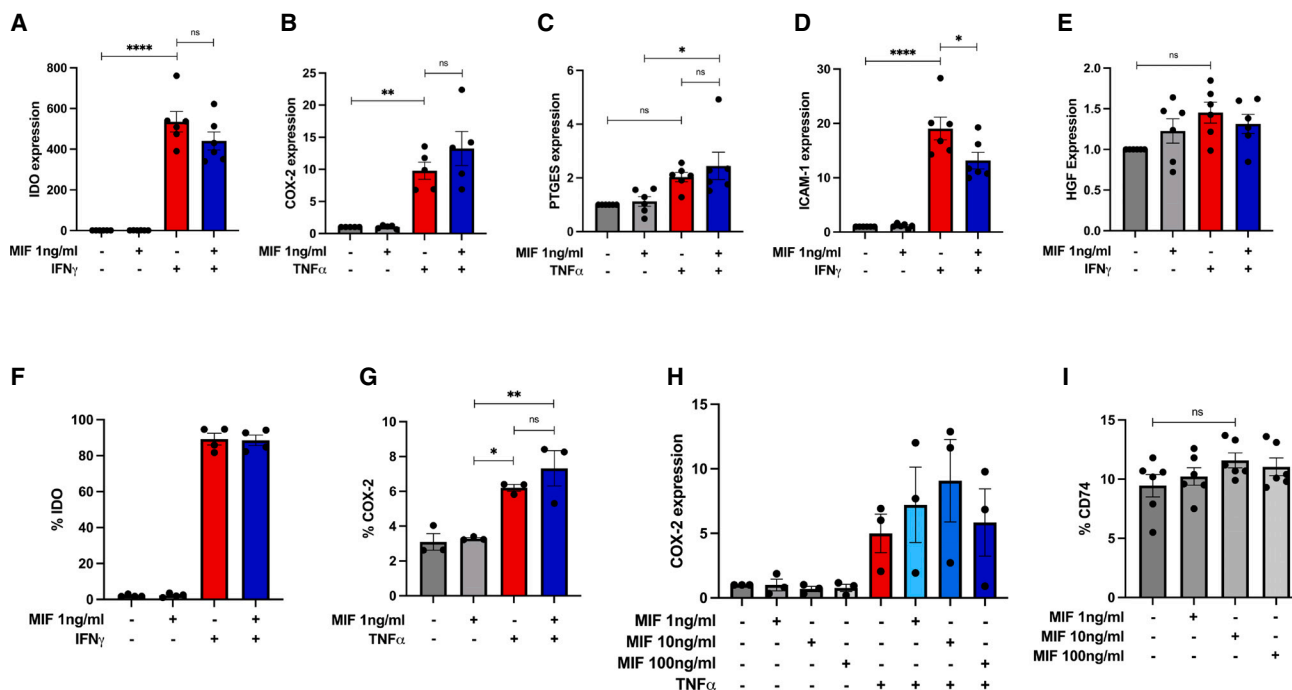 A
B
C
D
E
****
ns
IDO expression
800
600
400
200
0
MIF 1ng/ml - + - +
IFNγ - - + +
**
ns
COX-2 expression
25
20
15
10
5
0
MIF 1ng/ml - + - +
TNFα - - + +
*
ns
ns
PTGES expression
6
4
2
0
MIF 1ng/ml - + - +
TNFα - - + +
****
*
ICAM-1 expression
30
20
10
0
MIF 1ng/ml - + - +
IFNγ - - + +
ns
HGF Expression
2.0
1.5
1.0
0.5
0.0
MIF 1ng/ml - + - +
IFNγ - - + +
F
G
H
I
% IDO
100
80
60
40
20
0
MIF 1ng/ml - + - +
IFNγ - - + +
**
ns
*
% COX-2
8
6
4
2
0
MIF 1ng/ml - + - +
TNFα - - + +
COX-2 expression
15
10
5
0
MIF 1ng/ml - + - - - + - -
MIF 10ng/ml - - + - - - + -
MIF 100ng/ml - - - + - - - +
TNFα - - - - + + + +
ns
% CD74
15
10
5
0
MIF 1ng/ml - + - -
MIF 10ng/ml - - + -
MIF 100ng/ml - - - +